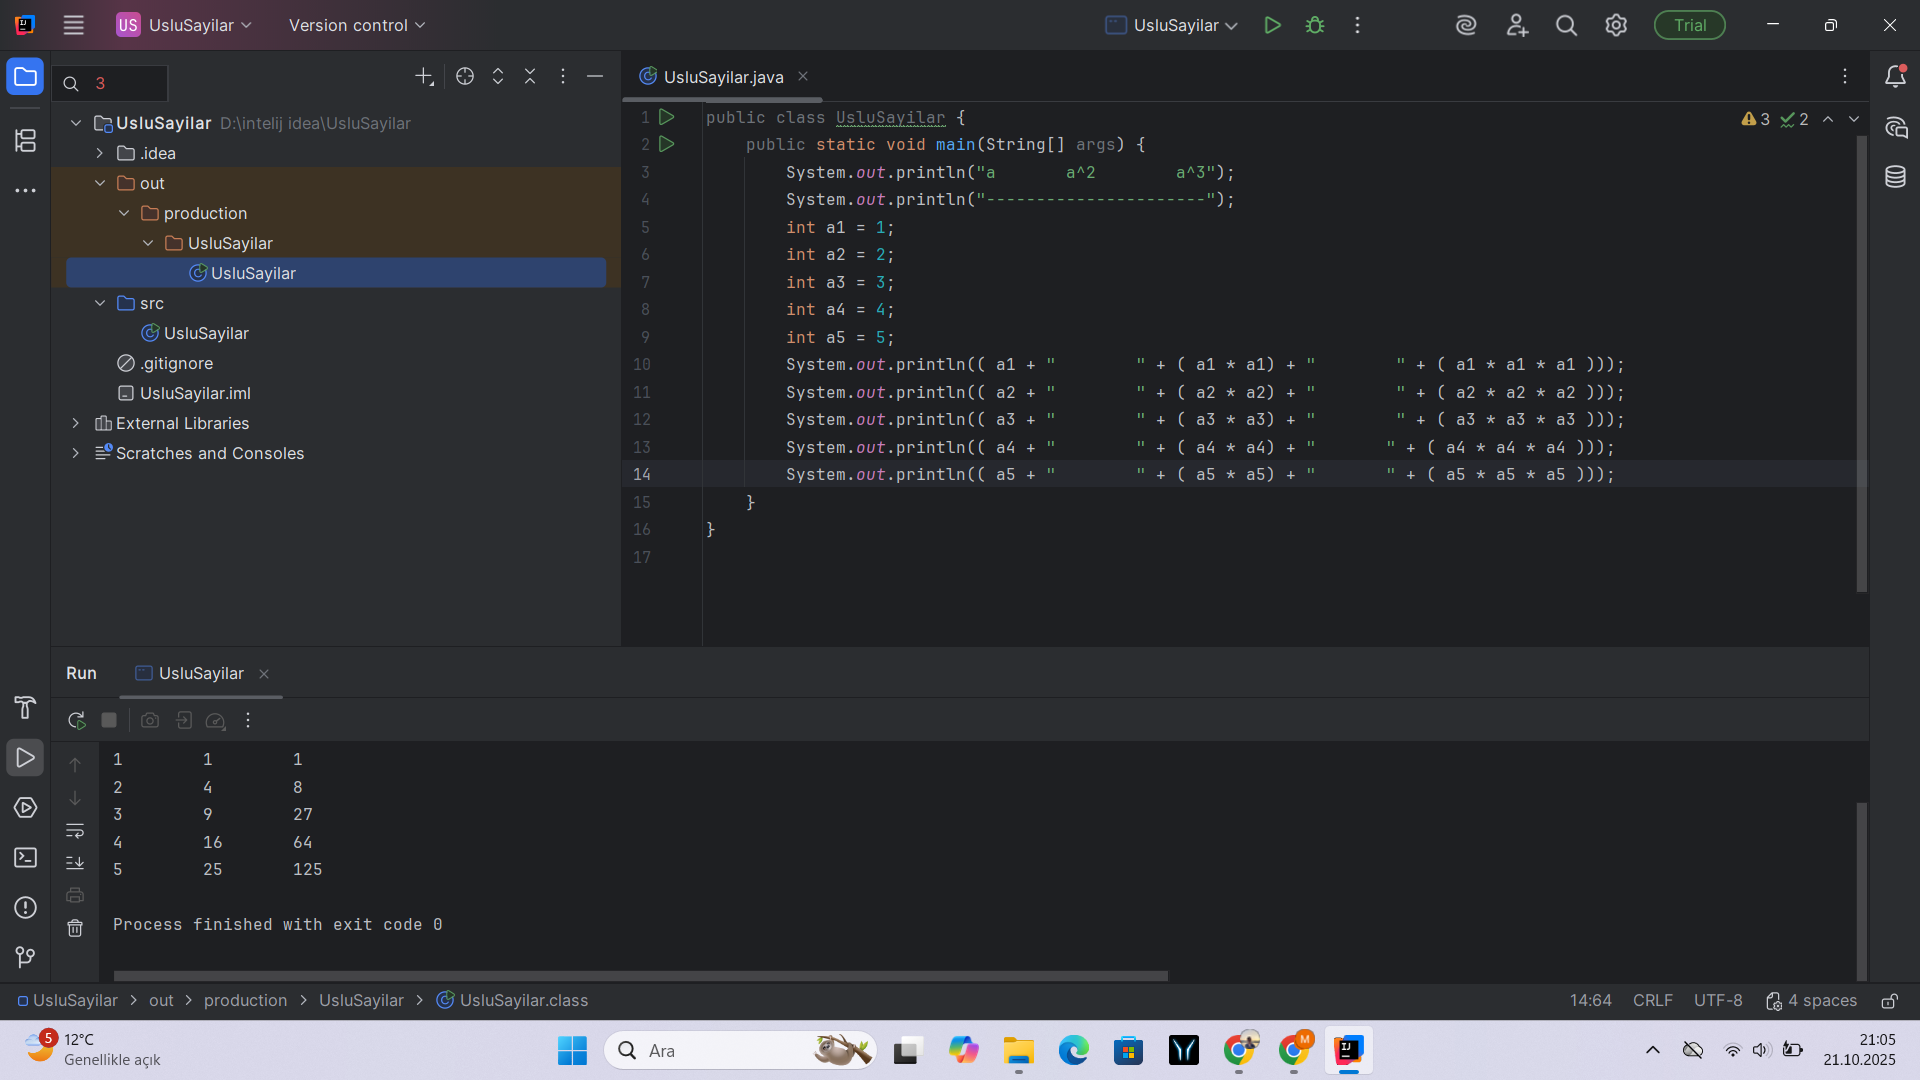 US UsluSayilar Version control UsluSayilar Trial
3
UsluSayilar D:\intelij idea\UsluSayilar
.idea
out
production
UsluSayilar
UsluSayilar
src
UsluSayilar
.gitignore
UsluSayilar.iml
External Libraries
Scratches and Consoles
UsluSayilar.java
3 2
1 public class UsluSayilar {
2     public static void main(String[] args) {
3         System.out.println("a       a^2        a^3");
4         System.out.println("----------------------");
5         int a1 = 1;
6         int a2 = 2;
7         int a3 = 3;
8         int a4 = 4;
9         int a5 = 5;
10         System.out.println(( a1 + "        " + ( a1 * a1) + "        " + ( a1 * a1 * a1 )));
11         System.out.println(( a2 + "        " + ( a2 * a2) + "        " + ( a2 * a2 * a2 )));
12         System.out.println(( a3 + "        " + ( a3 * a3) + "        " + ( a3 * a3 * a3 )));
13         System.out.println(( a4 + "        " + ( a4 * a4) + "       " + ( a4 * a4 * a4 )));
14         System.out.println(( a5 + "        " + ( a5 * a5) + "       " + ( a5 * a5 * a5 )));
15     }
16 }
17
Run UsluSayilar
1        1        1
2        4        8
3        9        27
4        16       64
5        25       125
Process finished with exit code 0
UsluSayilar > out > production > UsluSayilar > UsluSayilar.class 14:64 CRLF UTF-8 4 spaces
5 12°C
Genellikle açık
Ara
M
21:05
21.10.2025